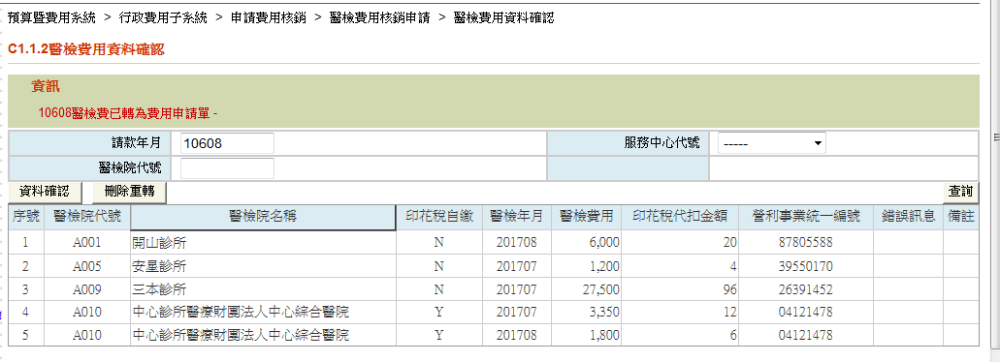 預算暨費用系統 > 行政費用子系統 > 申請費用核銷 > 醫檢費用核銷申請 > 醫檢費用資料確認
C1.1.2醫檢費用資料確認
資訊
10608醫檢費已轉為費用申請單 -
請款年月 10608 服務中心代號 -----
醫檢院代號
資料確認 刪除重轉 查詢
序號 醫檢院代號 醫檢院名稱 印花稅自繳 醫檢年月 醫檢費用 印花稅代扣金額 營利事業統一編號 錯誤訊息 備註
1 A001 開山診所 N 201708 6,000 20 87805588
2 A005 安星診所 N 201707 1,200 4 39550170
3 A009 三本診所 N 201707 27,500 96 26391452
4 A010 中心診所醫療財團法人中心綜合醫院 Y 201707 3,350 12 04121478
5 A010 中心診所醫療財團法人中心綜合醫院 Y 201708 1,800 6 04121478